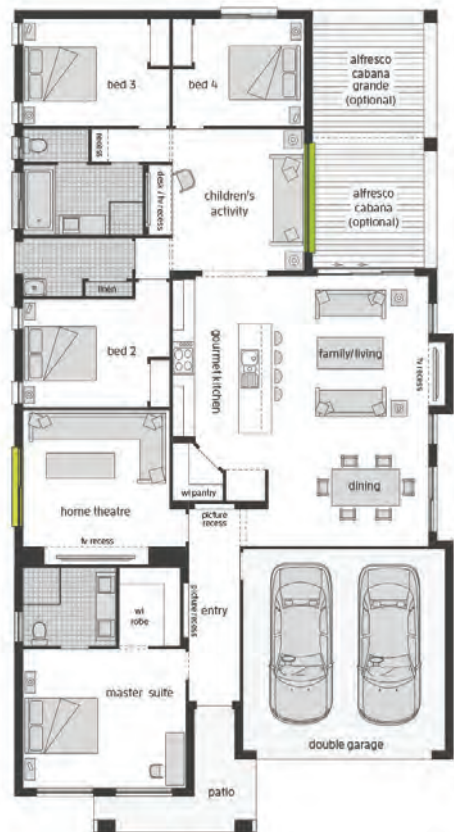 bed 3
bed 4
alfresco
cabana
grande
(optional)
recess
desk / tv recess
children's
activity
alfresco
cabana
(optional)
linen
bed 2
gourmet kitchen
family/living
tv recess
wi pantry
dining
home theatre
picture
recess
tv recess
wi
robe
picture recess
entry
master suite
double garage
patio